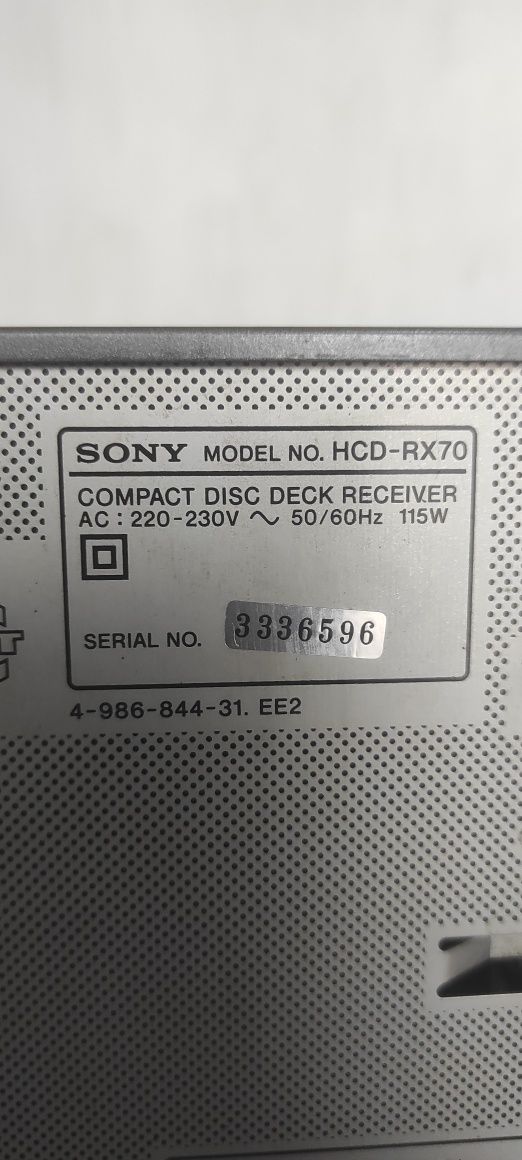 SONY MODEL NO. HCD-RX70
COMPACT DISC DECK RECEIVER
AC : 220-230V ~ 50/60Hz 115W
SERIAL NO. 3336596
4-986-844-31. EE2